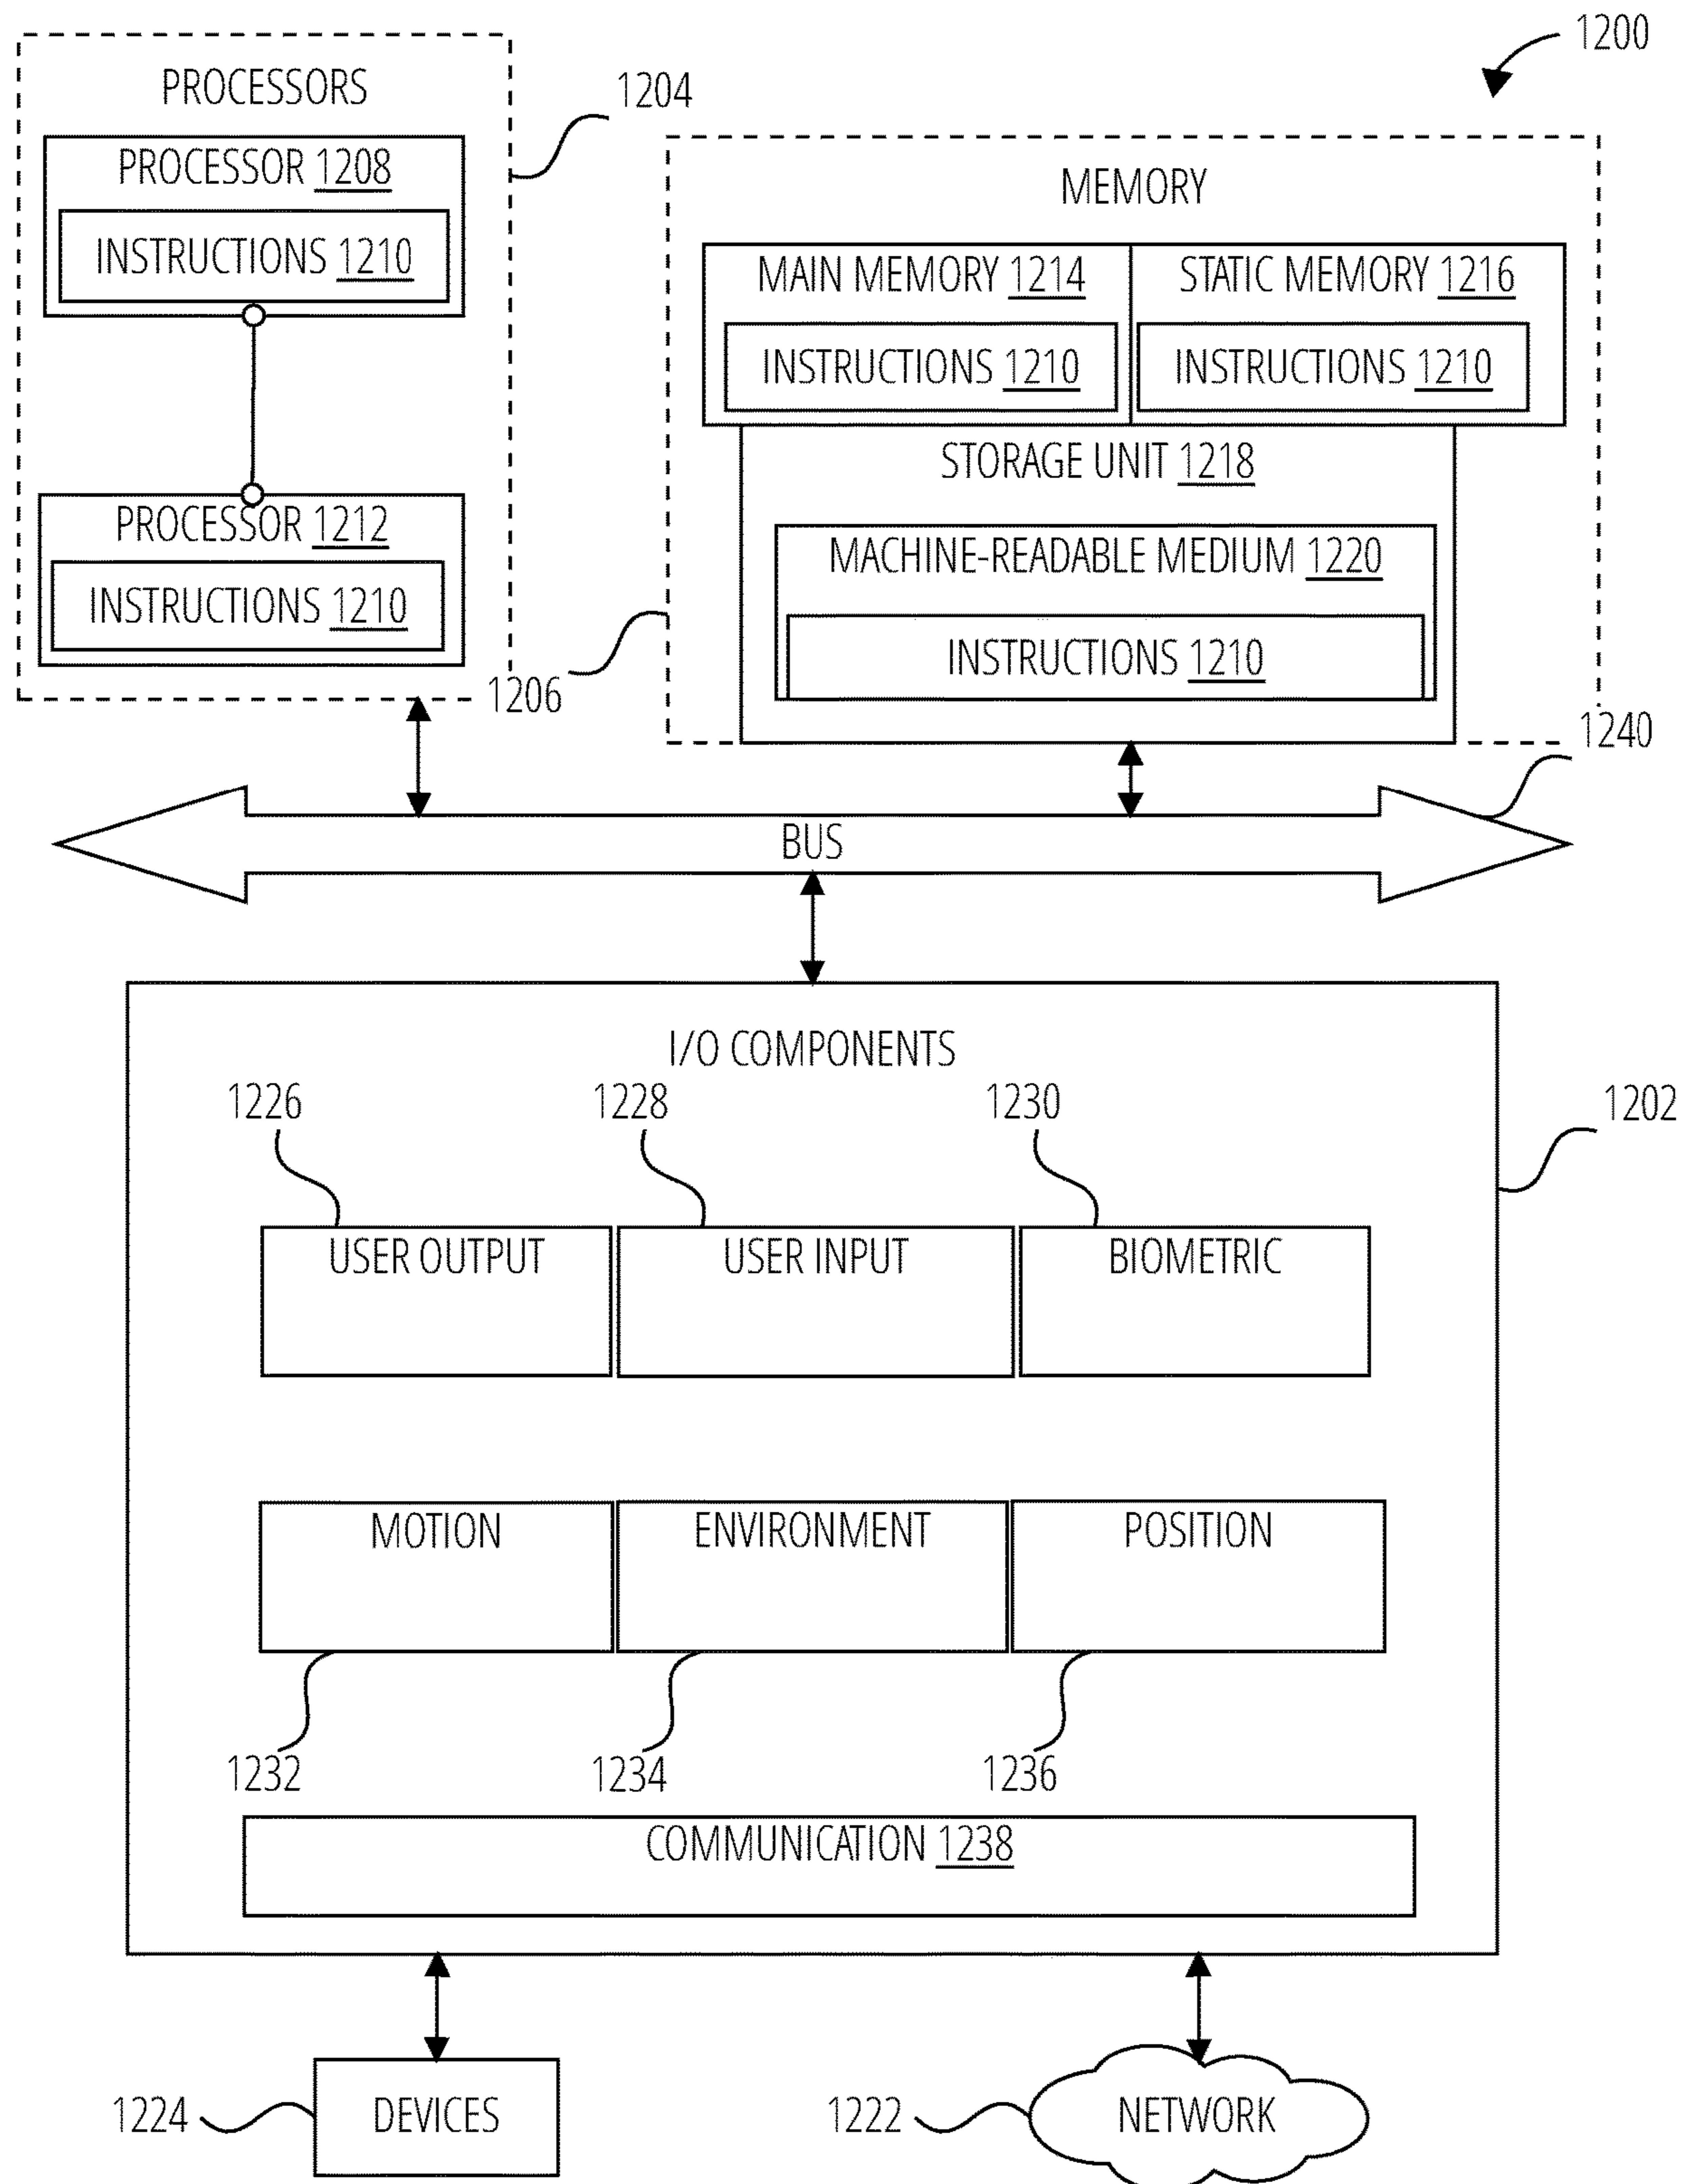 1200
PROCESSORS
1204
PROCESSOR 1208
INSTRUCTIONS 1210
PROCESSOR 1212
INSTRUCTIONS 1210
MEMORY
MAIN MEMORY 1214
INSTRUCTIONS 1210
STATIC MEMORY 1216
INSTRUCTIONS 1210
STORAGE UNIT 1218
MACHINE-READABLE MEDIUM 1220
INSTRUCTIONS 1210
1206
1240
BUS
I/O COMPONENTS
1202
1226
1228
1230
USER OUTPUT
USER INPUT
BIOMETRIC
MOTION
ENVIRONMENT
POSITION
1232
1234
1236
COMMUNICATION 1238
1224
DEVICES
1222
NETWORK